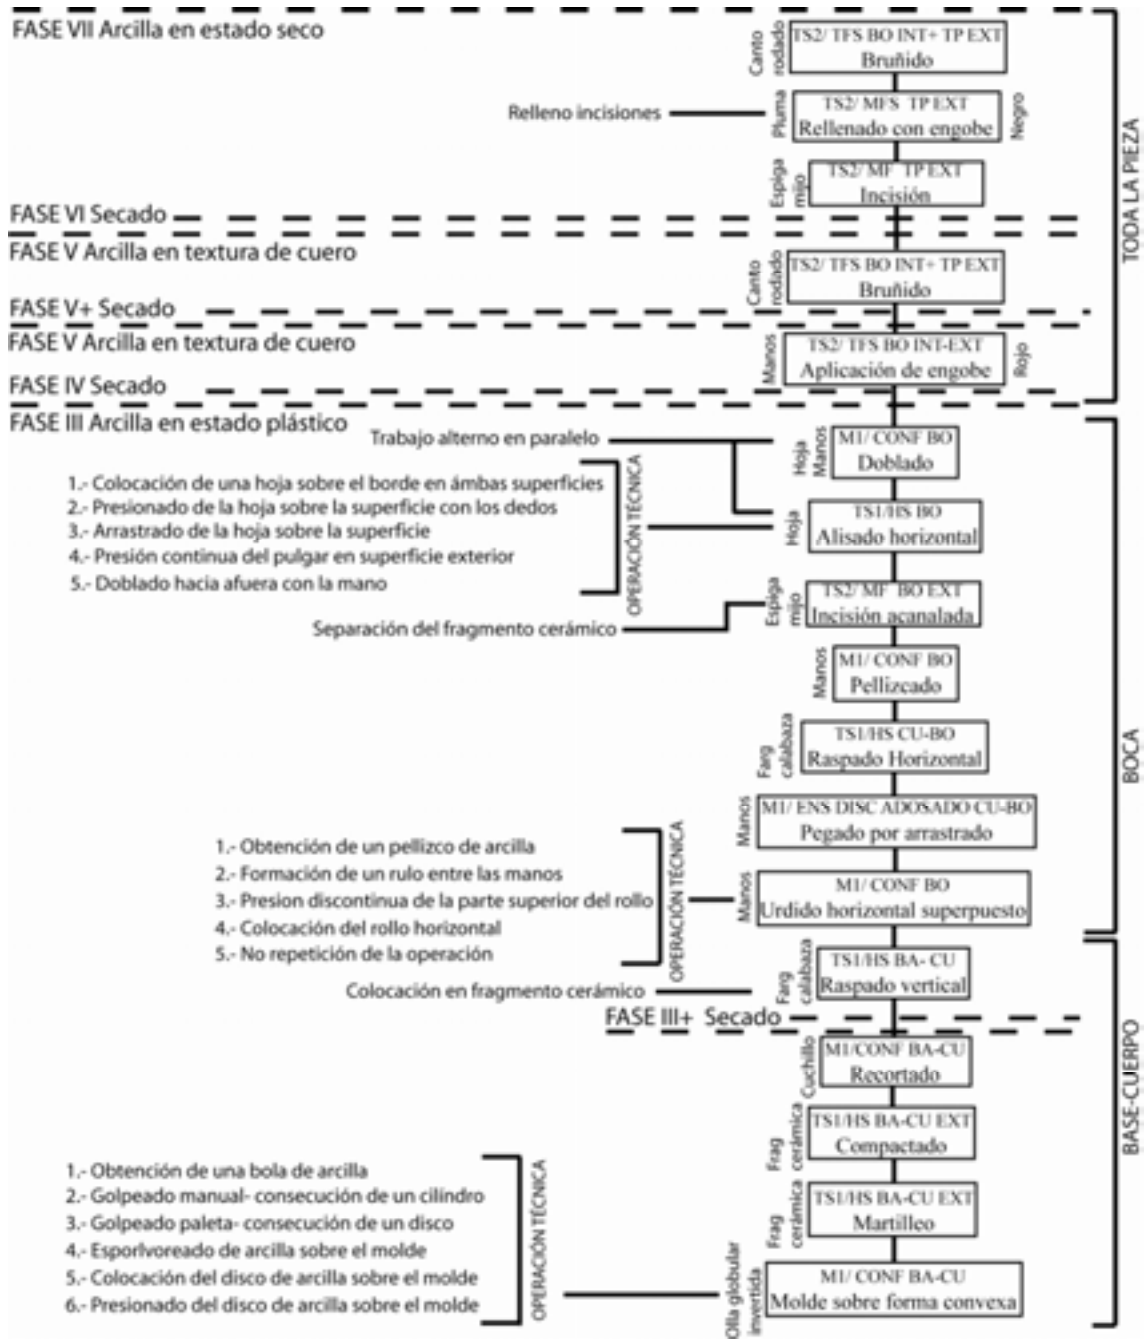 FASE VII Arcilla en estado seco
Canto rodado
TS2/ TFS BO INT+ TP EXT
Bruñido
Relleno incisiones
Pluma
TS2/ MFS TP EXT
Rellenado con engobe
Negro
Espiga mijo
TS2/ MF TP EXT
Incisión
FASE VI Secado
FASE V Arcilla en textura de cuero
Canto rodado
TS2/ TFS BO INT+ TP EXT
Bruñido
FASE V+ Secado
FASE V Arcilla en textura de cuero
Manos
TS2/ TFS BO INT-EXT
Aplicación de engobe
Rojo
FASE IV Secado
TODA LA PIEZA
FASE III Arcilla en estado plástico
Trabajo alterno en paralelo
Hoja Manos
M1/ CONF BO
Doblado
1.- Colocación de una hoja sobre el borde en ámbas superficies
2.- Presionado de la hoja sobre la superficie con los dedos
3.- Arrastrado de la hoja sobre la superficie
4.- Presión continua del pulgar en superficie exterior
5.- Doblado hacia afuera con la mano
OPERACIÓN TÉCNICA
Hoja
TS1/HS BO
Alisado horizontal
Separación del fragmento cerámico
Espiga mijo
TS2/ MF BO EXT
Incisión acanalada
Manos
M1/ CONF BO
Pellizcado
Farg calabaza
TS1/HS CU-BO
Raspado Horizontal
BOCA
Manos
M1/ ENS DISC ADOSADO CU-BO
Pegado por arrastrado
1.- Obtención de un pellizco de arcilla
2.- Formación de un rulo entre las manos
3.- Presion discontinua de la parte superior del rollo
4.- Colocación del rollo horizontal
5.- No repetición de la operación
OPERACIÓN TÉCNICA
Manos
M1/ CONF BO
Urdido horizontal superpuesto
Colocación en fragmento cerámico
Farg calabaza
TS1/HS BA- CU
Raspado vertical
FASE III+ Secado
Cuchillo
M1/CONF BA-CU
Recortado
Frag cerámica
TS1/HS BA-CU EXT
Compactado
BASE-CUERPO
Frag cerámica
TS1/HS BA-CU EXT
Martilleo
1.- Obtención de una bola de arcilla
2.- Golpeado manual- consecución de un cilíndro
3.- Golpeado paleta- consecución de un disco
4.- Esporlvoreado de arcilla sobre el molde
5.- Colocación del disco de arcilla sobre el molde
6.- Presionado del disco de arcilla sobre el molde
OPERACIÓN TÉCNICA
Olla globular invertida
M1/ CONF BA-CU
Molde sobre forma convexa